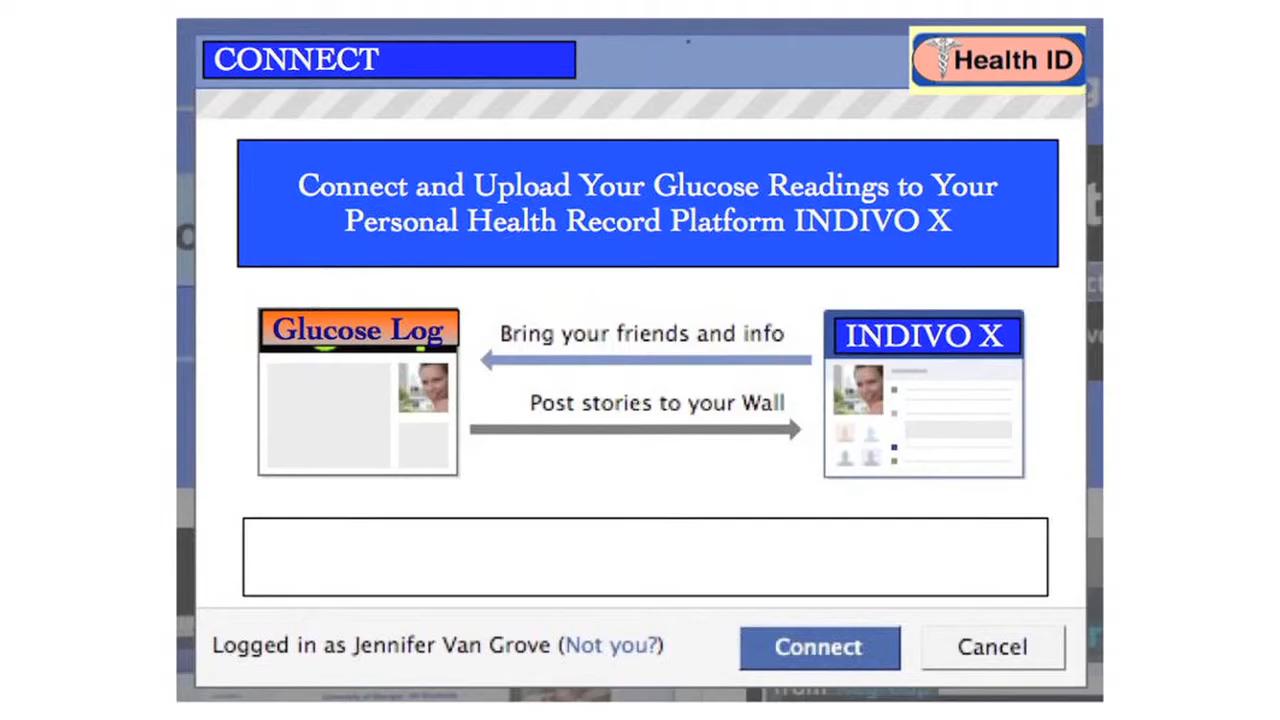 CONNECT
Health ID
Connect and Upload Your Glucose Readings to Your
Personal Health Record Platform INDIVO X
Glucose Log
Bring your friends and info
INDIVO X
Post stories to your Wall
Logged in as Jennifer Van Grove (Not you?)
Connect
Cancel